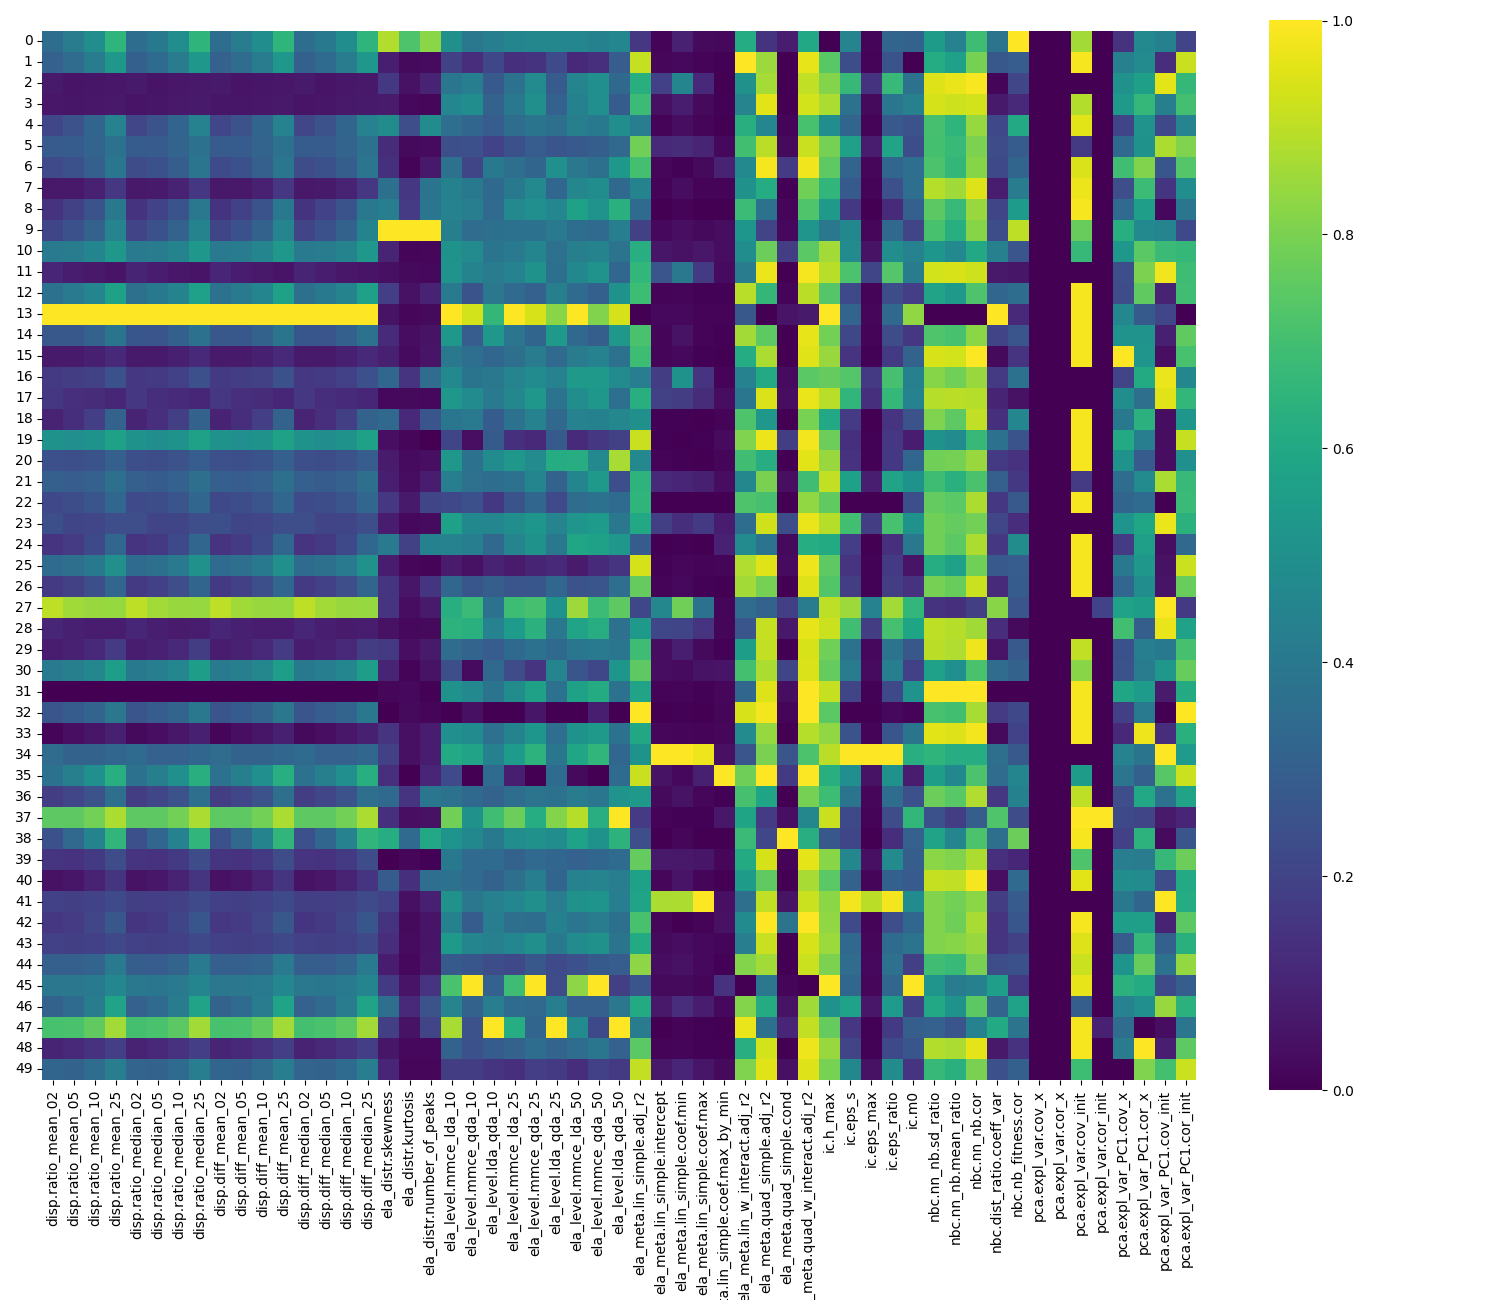 0
1
2
3
4
5
6
7
8
9
10
11
12
13
14
15
16
17
18
19
20
21
22
23
24
25
26
27
28
29
30
31
32
33
34
35
36
37
38
39
40
41
42
43
44
45
46
47
48
49
disp.ratio_mean_02
disp.ratio_mean_05
disp.ratio_mean_10
disp.ratio_mean_25
disp.ratio_median_02
disp.ratio_median_05
disp.ratio_median_10
disp.ratio_median_25
disp.diff_mean_02
disp.diff_mean_05
disp.diff_mean_10
disp.diff_mean_25
disp.diff_median_02
disp.diff_median_05
disp.diff_median_10
disp.diff_median_25
ela_distr.skewness
ela_distr.kurtosis
ela_distr.number_of_peaks
ela_level.mmce_lda_10
ela_level.mmce_qda_10
ela_level.lda_qda_10
ela_level.mmce_lda_25
ela_level.mmce_qda_25
ela_level.lda_qda_25
ela_level.mmce_lda_50
ela_level.mmce_qda_50
ela_level.lda_qda_50
ela_meta.lin_simple.adj_r2
ela_meta.lin_simple.intercept
ela_meta.lin_simple.coef.min
ela_meta.lin_simple.coef.max
ta.lin_simple.coef.max_by_min
ela_meta.lin_w_interact.adj_r2
ela_meta.quad_simple.adj_r2
ela_meta.quad_simple.cond
_meta.quad_w_interact.adj_r2
ic.h_max
ic.eps_s
ic.eps_max
ic.eps_ratio
ic.m0
nbc.nn_nb.sd_ratio
nbc.nn_nb.mean_ratio
nbc.nn_nb.cor
nbc.dist_ratio.coeff_var
nbc.nb_fitness.cor
pca.expl_var.cov_x
pca.expl_var.cor_x
pca.expl_var.cov_init
pca.expl_var.cor_init
pca.expl_var_PC1.cov_x
pca.expl_var_PC1.cor_x
pca.expl_var_PC1.cov_init
pca.expl_var_PC1.cor_init
1.0
0.8
0.6
0.4
0.2
0.0